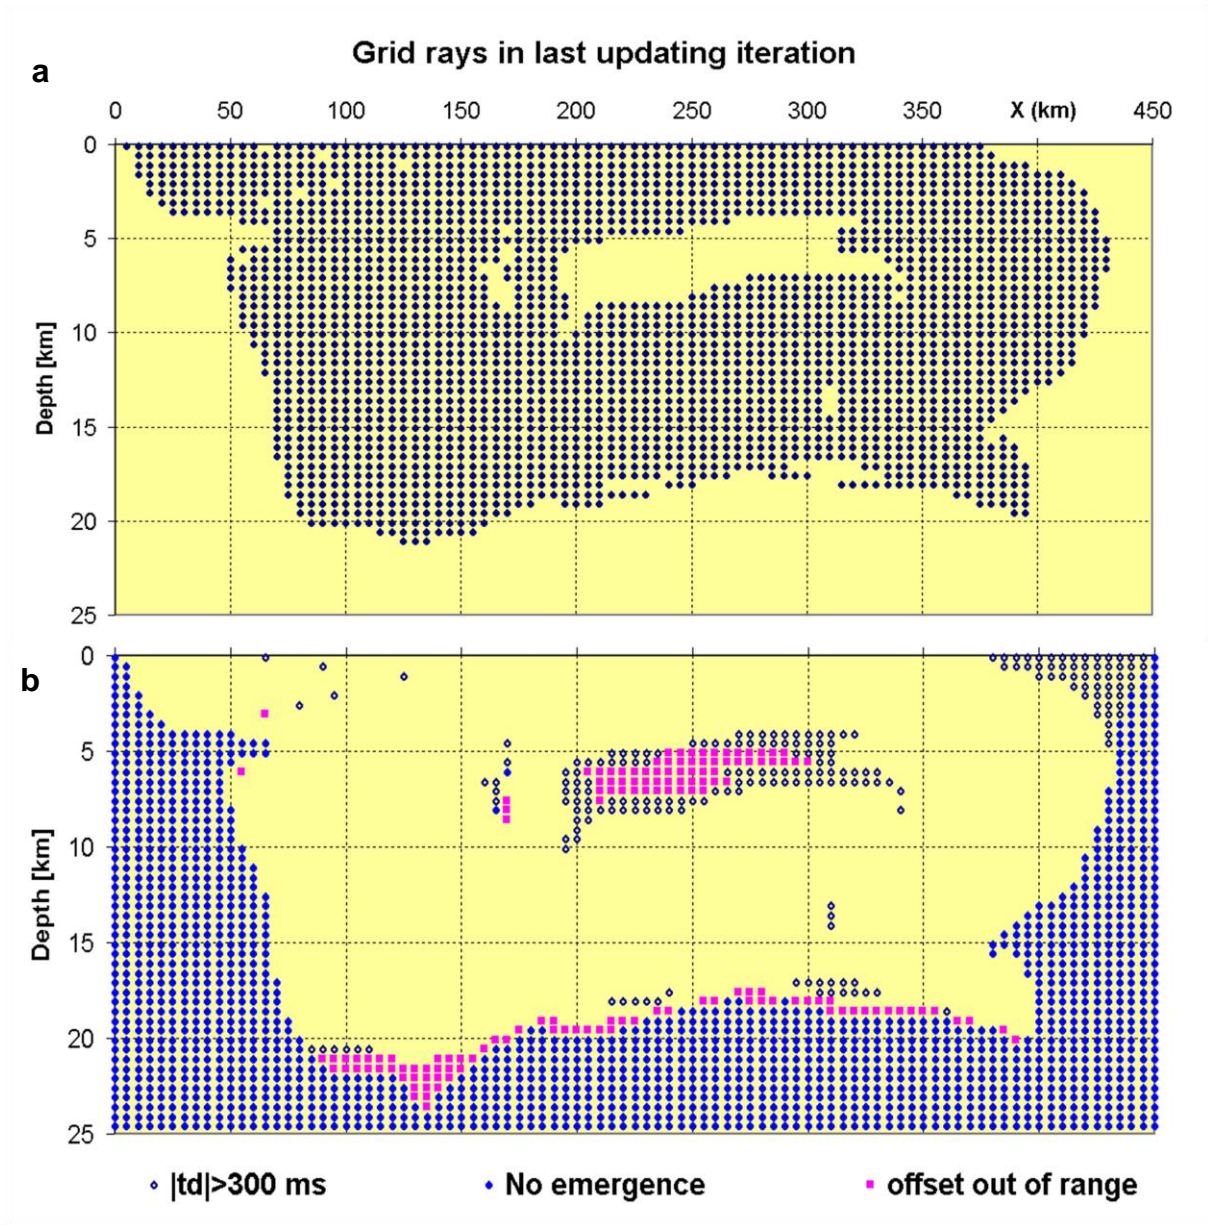 Grid rays in last updating iteration
a
0 50 100 150 200 250 300 350 X (km) 450
0
5
10
15
20
25
Depth [km]
b
0
5
10
15
20
25
Depth [km]
|td|>300 ms No emergence offset out of range